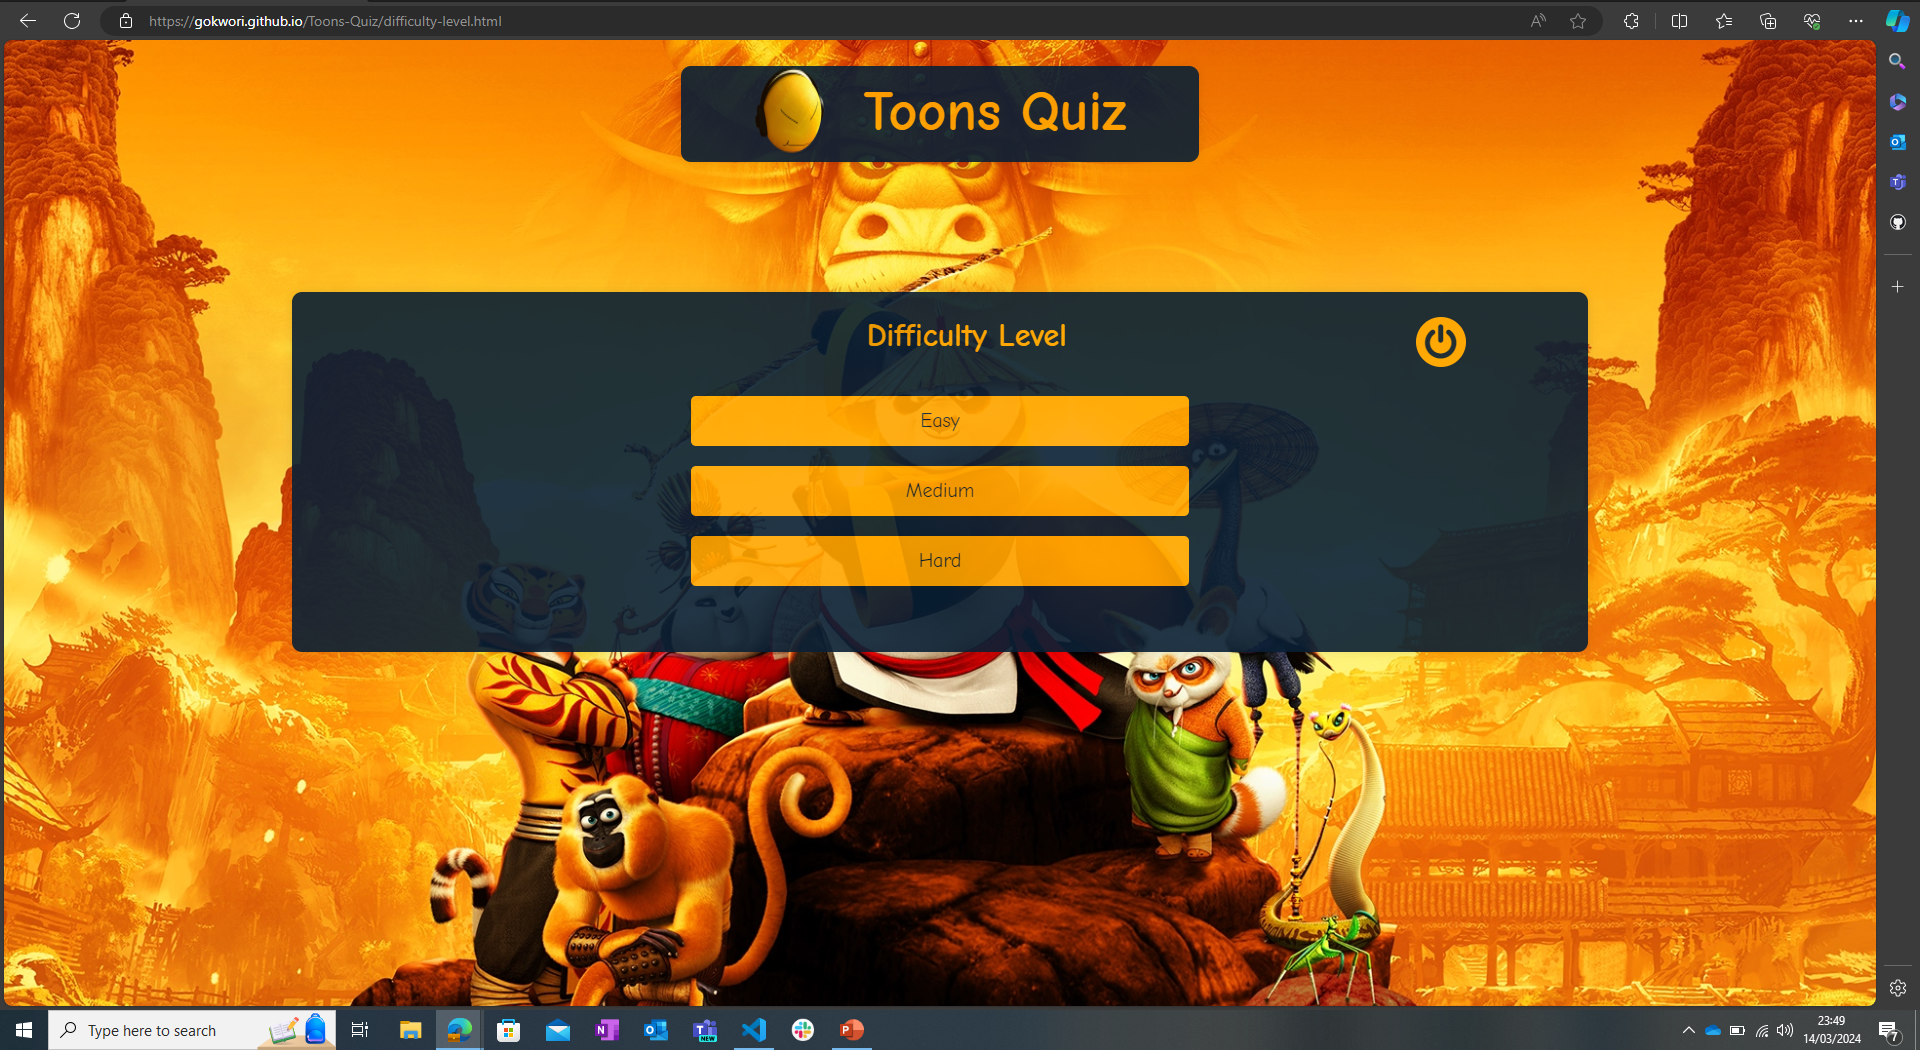 https://gokwori.github.io/Toons-Quiz/difficulty-level.html
Toons Quiz
Difficulty Level
Easy
Medium
Hard
Type here to search
23:49
14/03/2024
7